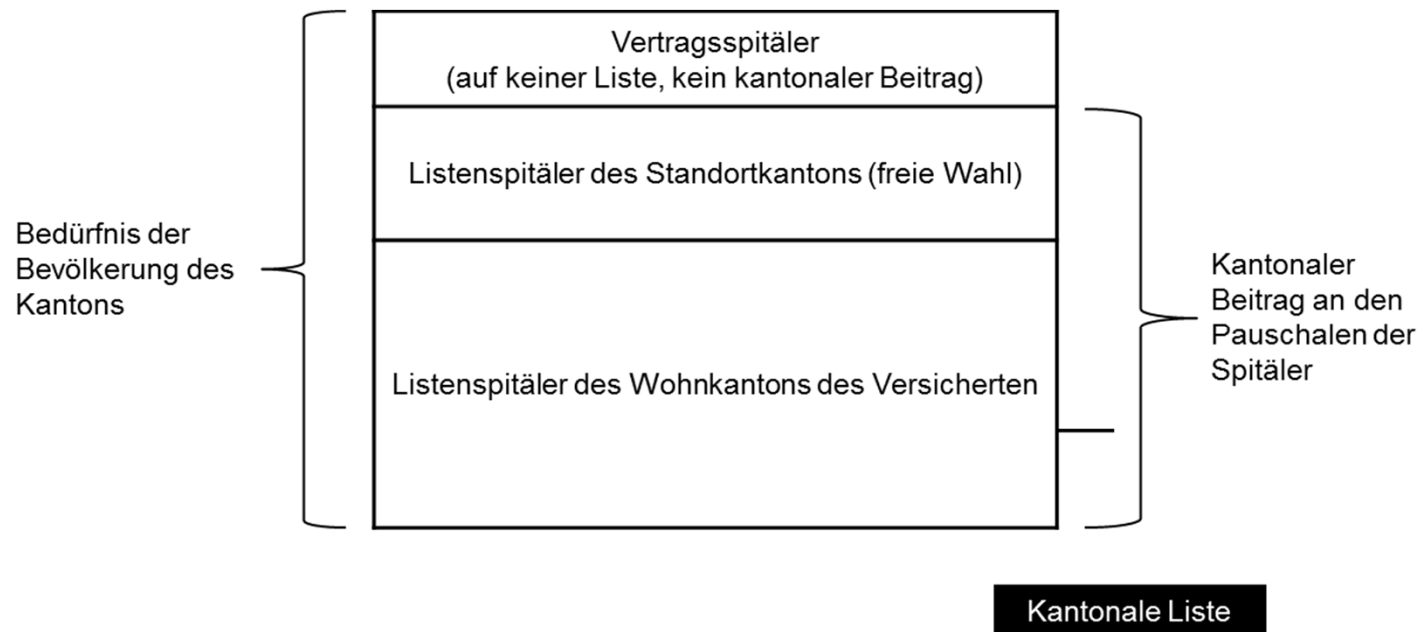 Vertragsspitäler
(auf keiner Liste, kein kantonaler Beitrag)
Listenspitäler des Standortkantons (freie Wahl)
Bedürfnis der
Bevölkerung des
Kantons
Kantonaler
Beitrag an den
Pauschalen der
Spitäler
Listenspitäler des Wohnkantons des Versicherten
Kantonale Liste